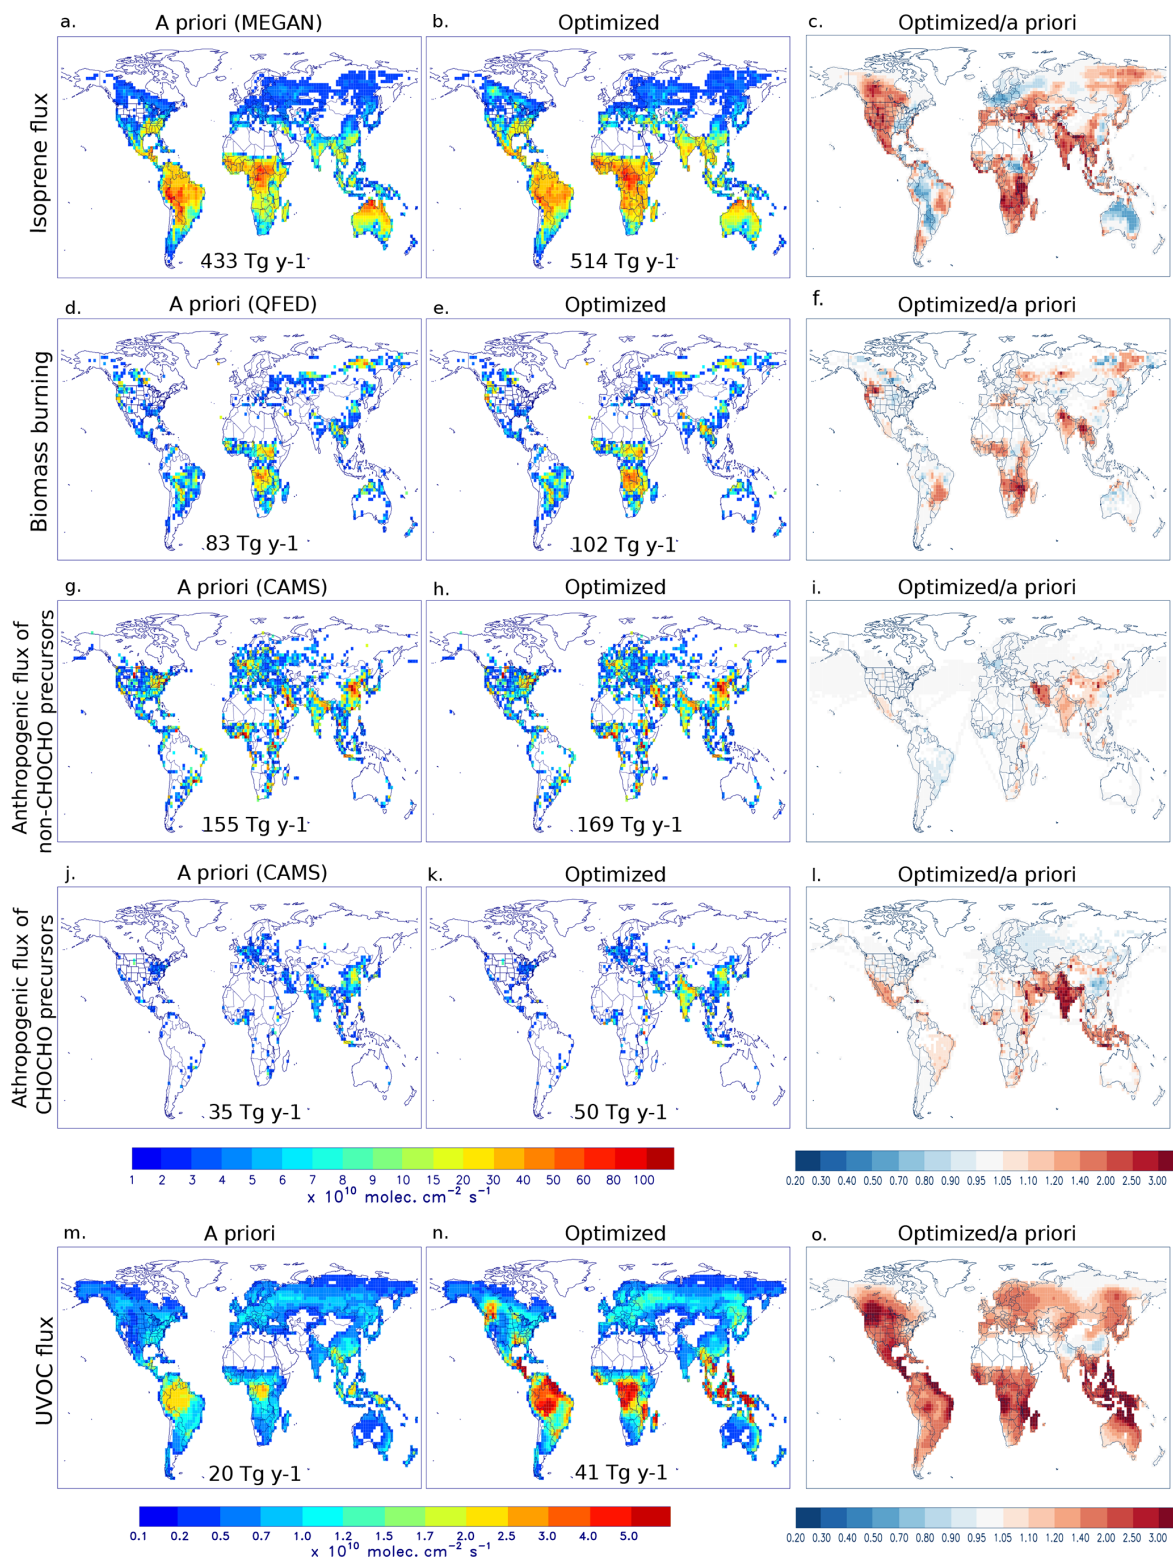 a. A priori (MEGAN) b. Optimized c. Optimized/a priori
Isoprene flux
433 Tg y-1 514 Tg y-1
d. A priori (QFED) e. Optimized f. Optimized/a priori
Biomass burning
83 Tg y-1 102 Tg y-1
g. A priori (CAMS) h. Optimized i. Optimized/a priori
Anthropogenic flux of
non-CHOCHO precursors
155 Tg y-1 169 Tg y-1
j. A priori (CAMS) k. Optimized l. Optimized/a priori
Athropogenic flux of
CHOCHO precursors
35 Tg y-1 50 Tg y-1
1 2 3 4 5 6 7 8 9 10 15 20 30 40 50 60 80 100
x 10^10 molec. cm^-2 s^-1
0.20 0.30 0.40 0.50 0.70 0.90 0.95 1.05 1.10 1.20 1.40 2.00 2.50 3.00
m. A priori n. Optimized o. Optimized/a priori
UVOC flux
20 Tg y-1 41 Tg y-1
0.1 0.2 0.5 0.7 1.0 1.2 1.5 1.7 2.0 2.5 3.0 4.0 5.0
x 10^10 molec. cm^-2 s^-1
0.20 0.30 0.40 0.70 0.90 0.95 1.05 1.10 1.20 1.40 2.00 2.50 3.00